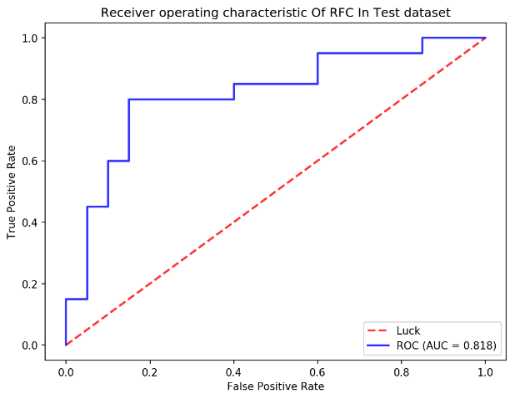 Receiver operating characteristic Of RFC In Test dataset
True Positive Rate
1.0
0.8
0.6
0.4
0.2
0.0
Luck
ROC (AUC = 0.818)
0.0 0.2 0.4 0.6 0.8 1.0
False Positive Rate